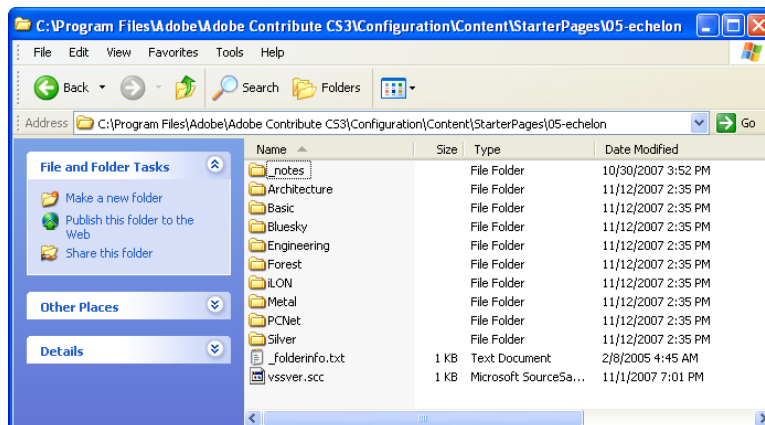 C:\Program Files\Adobe\Adobe Contribute CS3\Configuration\Content\StarterPages\05-echelon
File Edit View Favorites Tools Help
Back Search Folders
Address C:\Program Files\Adobe\Adobe Contribute CS3\Configuration\Content\StarterPages\05-echelon Go
Name Size Type Date Modified
File and Folder Tasks
Make a new folder
Publish this folder to the
Web
Share this folder
Other Places
Details
_notes File Folder 10/30/2007 3:52 PM
Architecture File Folder 11/12/2007 2:35 PM
Basic File Folder 11/12/2007 2:35 PM
Bluesky File Folder 11/12/2007 2:35 PM
Engineering File Folder 11/12/2007 2:35 PM
Forest File Folder 11/12/2007 2:35 PM
iLON File Folder 11/12/2007 2:35 PM
Metal File Folder 11/12/2007 2:35 PM
PCNet File Folder 11/12/2007 2:35 PM
Silver File Folder 11/12/2007 2:35 PM
_folderinfo.txt 1 KB Text Document 2/8/2005 4:45 AM
vssver.scc 1 KB Microsoft SourceSa... 11/1/2007 7:01 PM